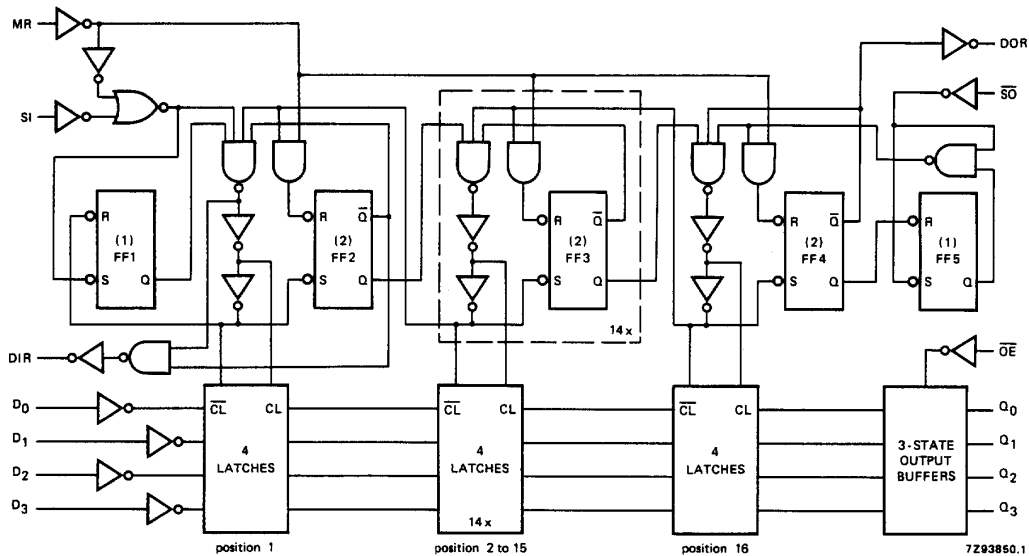 MR
DOR
SO
SI
R
(1)
FF1
S Q
R Q
(2)
FF2
S Q
R Q
(2)
FF3
S Q
14x
R Q
(2)
FF4
S Q
R
(1)
FF5
S Q
DIR
OE
D0
D1
D2
D3
CL CL
4
LATCHES
position 1
CL CL
4
LATCHES
14x
position 2 to 15
CL CL
4
LATCHES
position 16
3-STATE
OUTPUT
BUFFERS
Q0
Q1
Q2
Q3
7Z93850.1